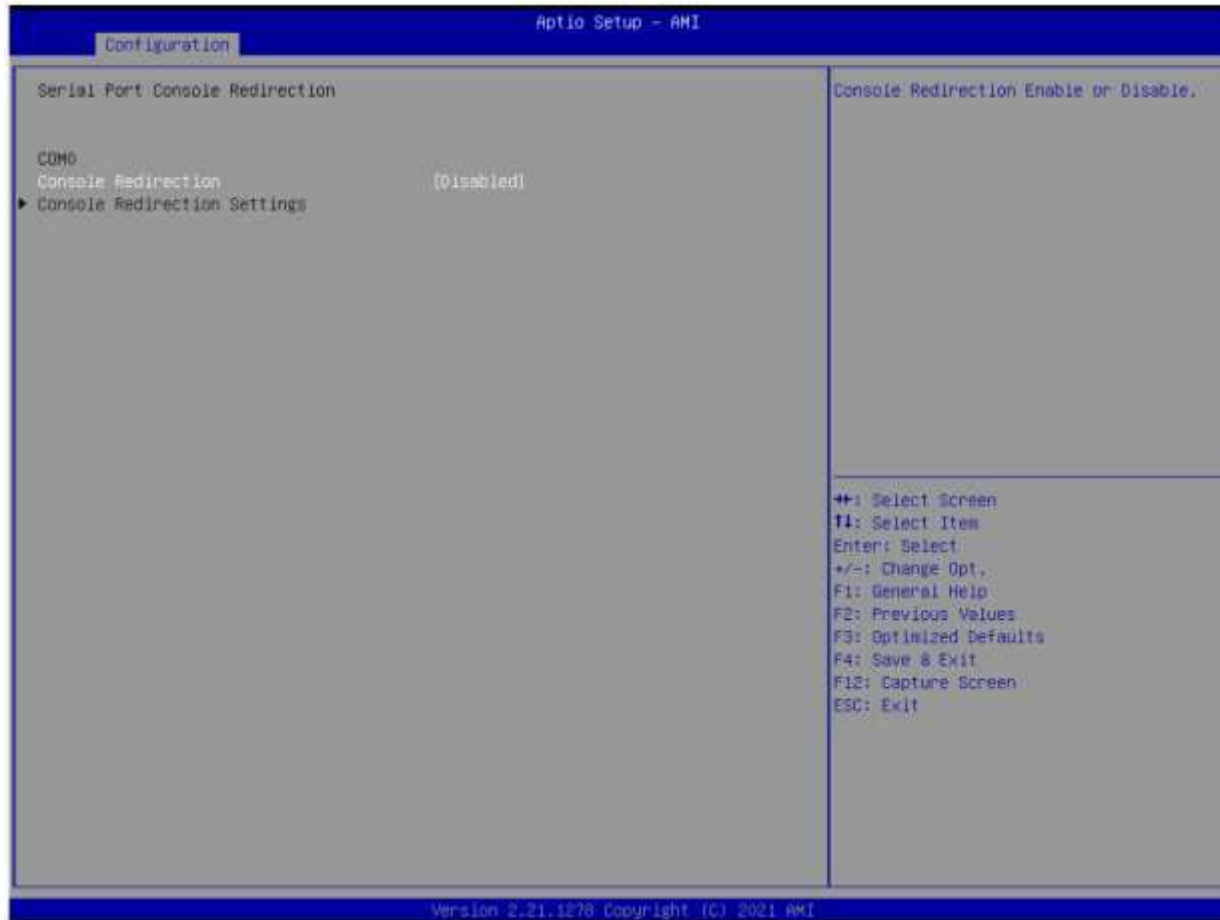 Aptio Setup - AMI
Configuration
Serial Port Console Redirection
COM0
Console Redirection [Disabled]
► Console Redirection Settings
Console Redirection Enable or Disable.
→←: Select Screen
↑↓: Select Item
Enter: Select
+/-: Change Opt.
F1: General Help
F2: Previous Values
F3: Optimized Defaults
F4: Save & Exit
F12: Capture Screen
ESC: Exit
Version 2.21.1278 Copyright (C) 2021 AMI